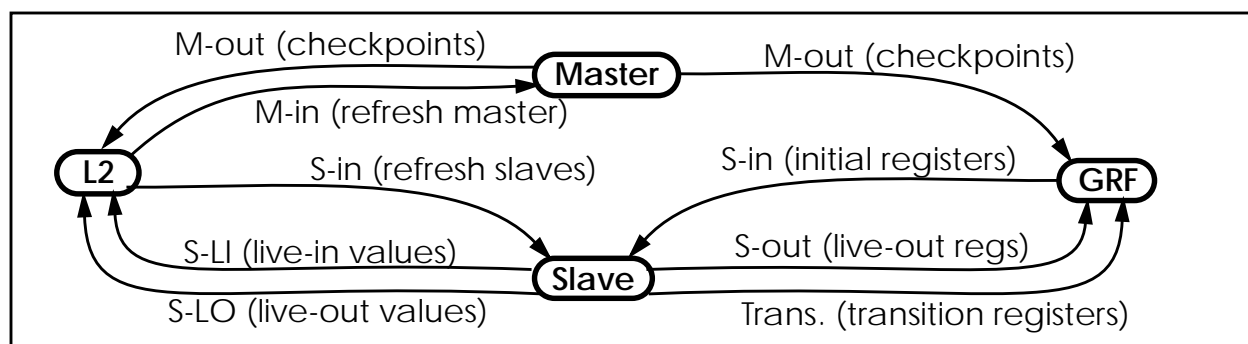 M-out (checkpoints)
Master
M-out (checkpoints)
M-in (refresh master)
L2
S-in (refresh slaves)
S-in (initial registers)
GRF
S-LI (live-in values)
Slave
S-out (live-out regs)
S-LO (live-out values)
Trans. (transition registers)